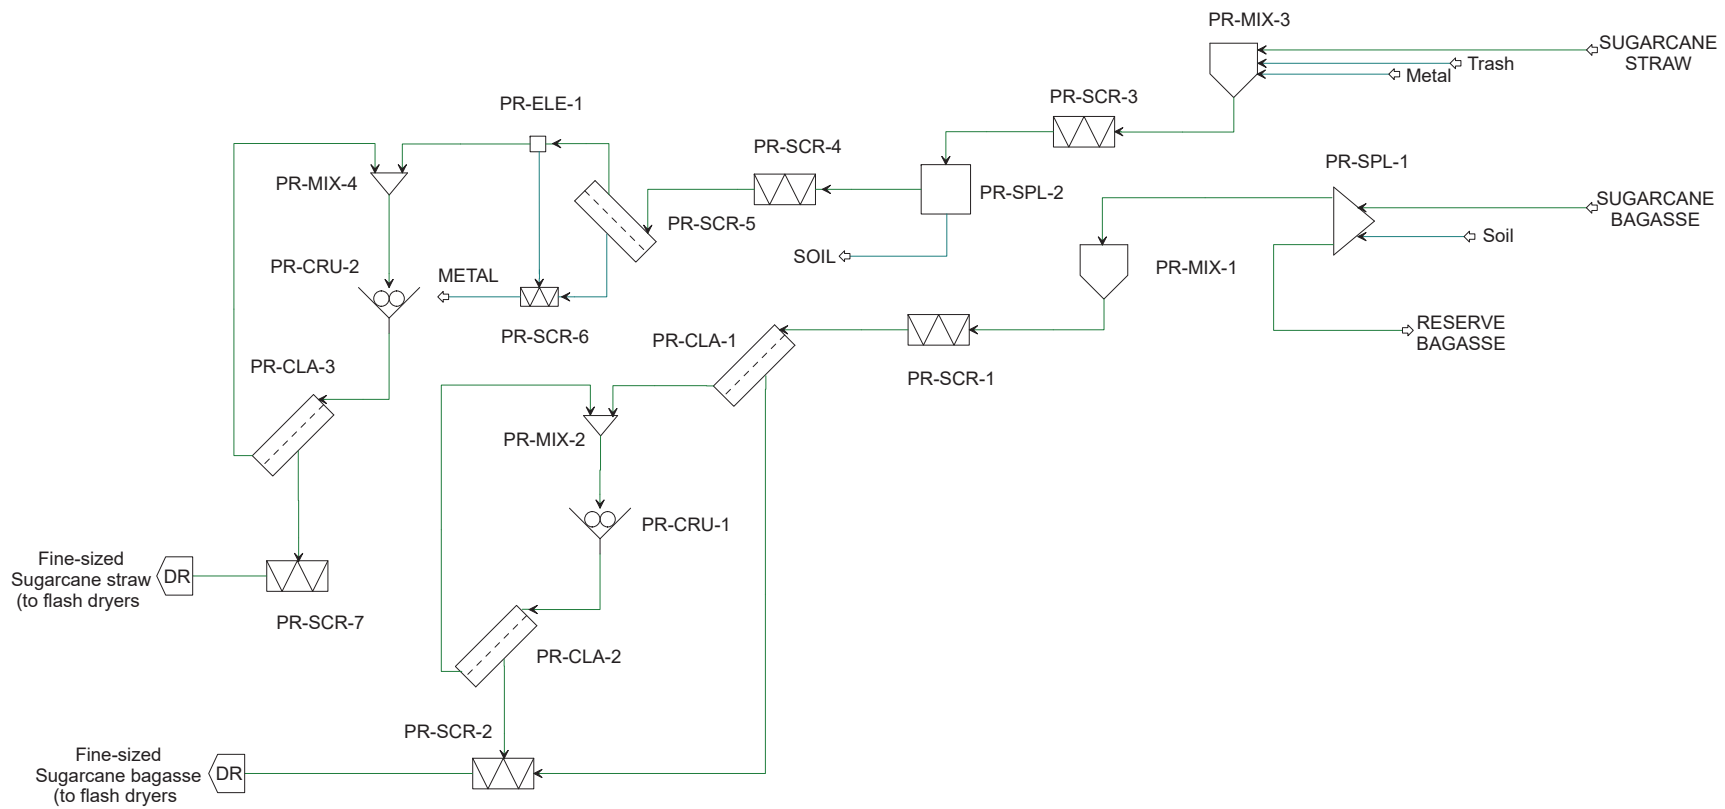 PR-MIX-3
SUGARCANE
STRAW
Trash
Metal
PR-SCR-3
PR-ELE-1
PR-SCR-4
PR-SPL-1
PR-MIX-4
PR-SPL-2
SUGARCANE
BAGASSE
PR-SCR-5
Soil
SOIL
PR-CRU-2
METAL
PR-MIX-1
PR-SCR-6
PR-CLA-1
RESERVE
BAGASSE
PR-CLA-3
PR-SCR-1
PR-MIX-2
PR-CRU-1
Fine-sized
Sugarcane straw
(to flash dryers
DR
PR-SCR-7
PR-CLA-2
PR-SCR-2
Fine-sized
Sugarcane bagasse
(to flash dryers
DR